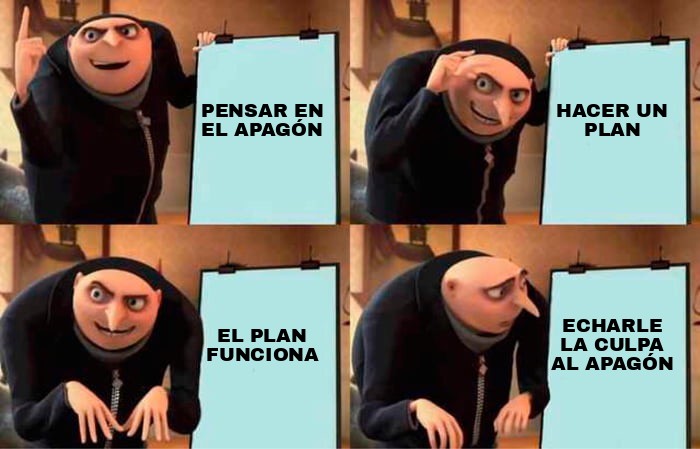 PENSAR EN
EL APAGÓN
HACER UN
PLAN
EL PLAN
FUNCIONA
ECHARLE
LA CULPA
AL APAGÓN